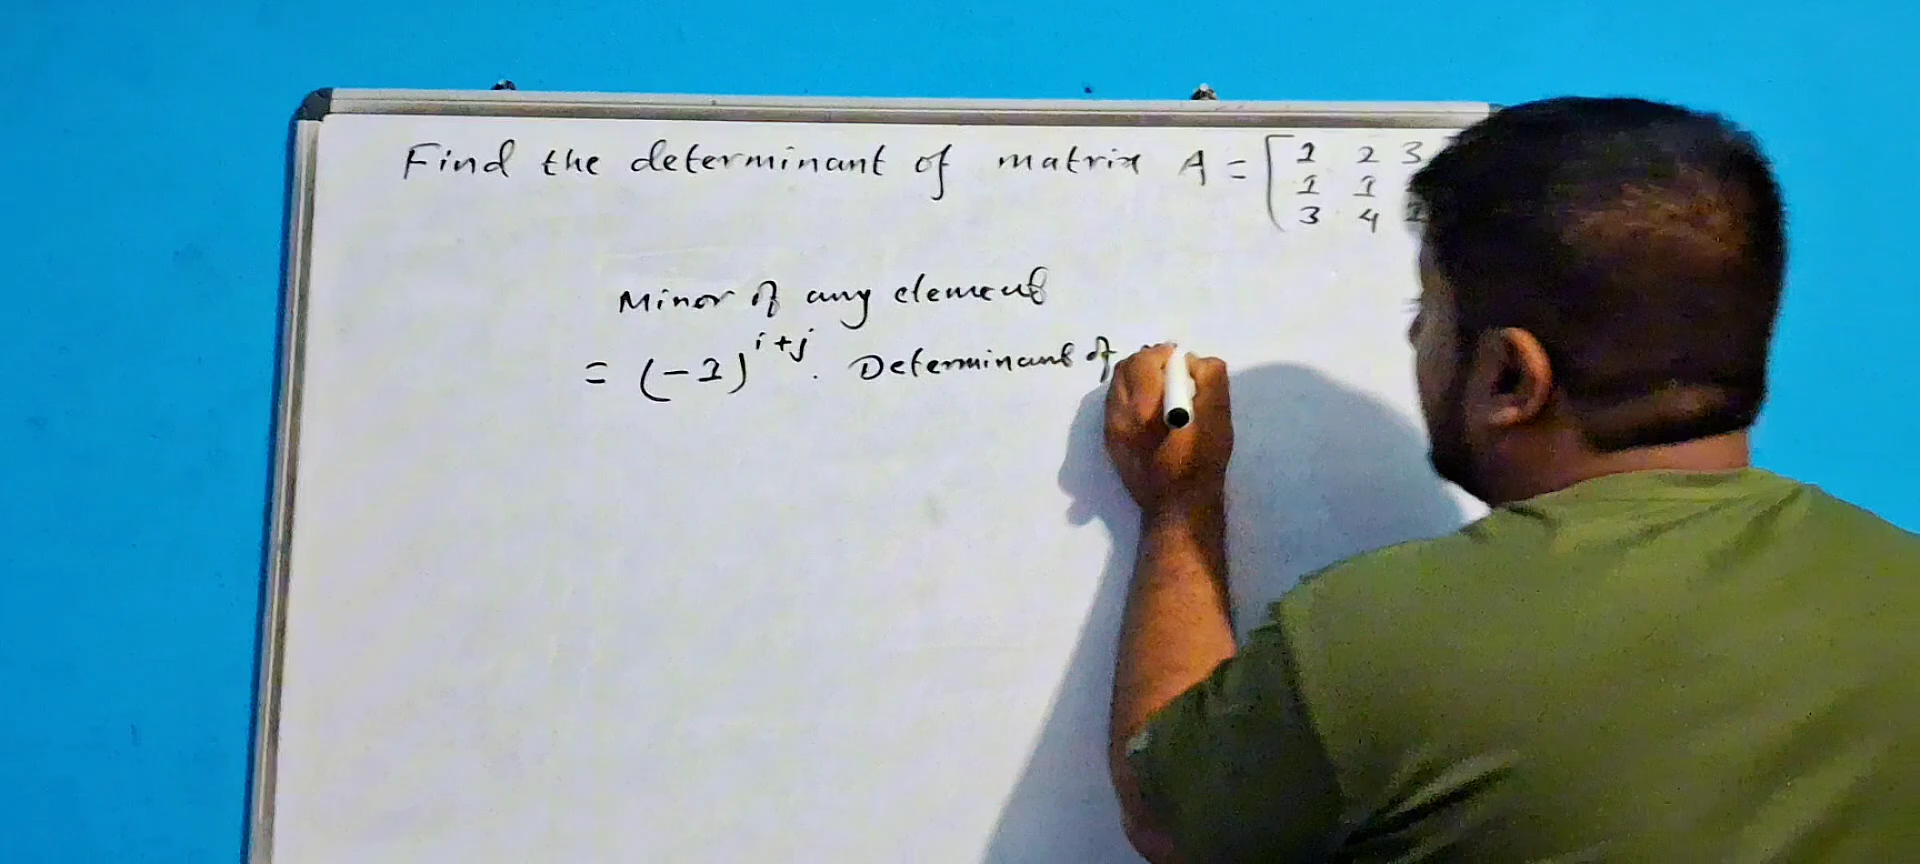 Find the determinant of matrix A = [ 1 2 3
1 1
3 4
Minor of any element
= (-1)^{i+j} . Determinant of